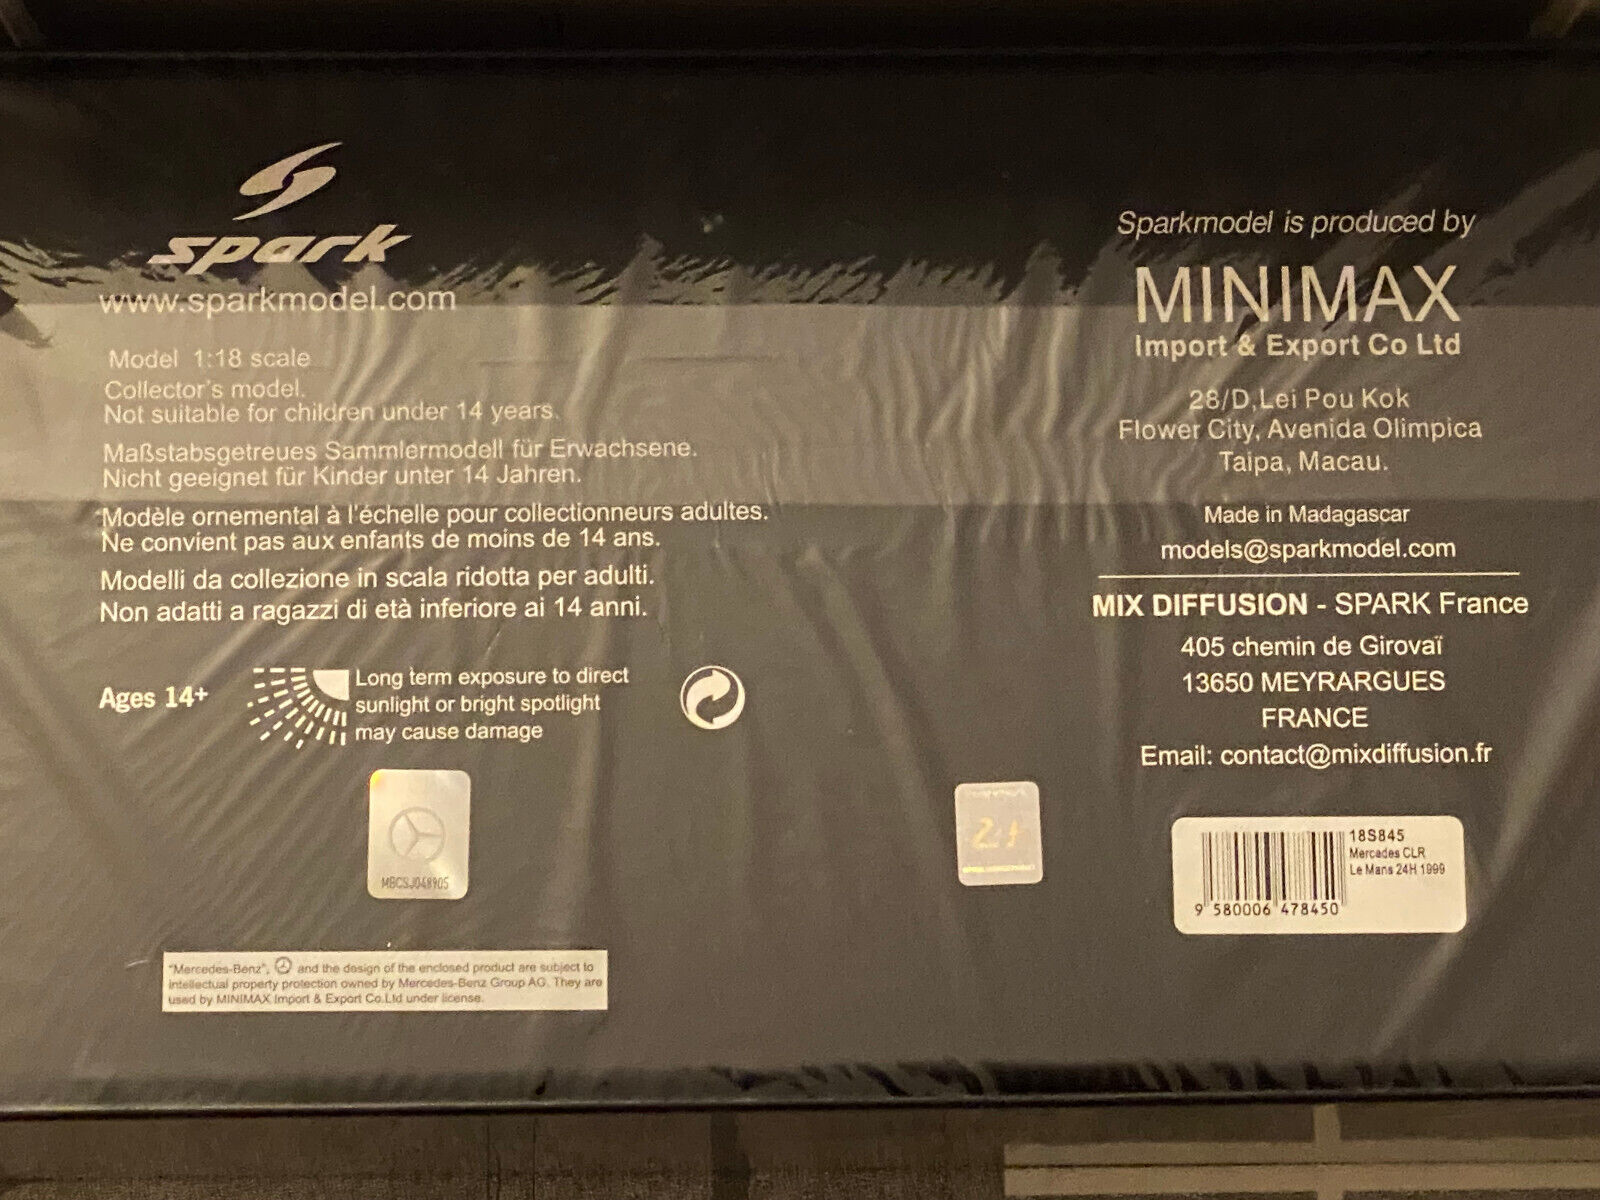 spark
www.sparkmodel.com
Model 1:18 scale
Collector's model.
Not suitable for children under 14 years.
Maßstabsgetreues Sammlermodell für Erwachsene.
Nicht geeignet für Kinder unter 14 Jahren.
Modèle ornemental à l'échelle pour collectionneurs adultes.
Ne convient pas aux enfants de moins de 14 ans.
Modelli da collezione in scala ridotta per adulti.
Non adatti a ragazzi di età inferiore ai 14 anni.
Ages 14+
Long term exposure to direct
sunlight or bright spotlight
may cause damage
MBCSJ048905
"Mercedes-Benz", and the design of the enclosed product are subject to
intellectual property protection owned by Mercedes-Benz Group AG. They are
used by MINIMAX Import & Export Co.Ltd under license.
Sparkmodel is produced by
MINIMAX
Import & Export Co Ltd
28/D,Lei Pou Kok
Flower City, Avenida Olimpica
Taipa, Macau.
Made in Madagascar
models@sparkmodel.com
MIX DIFFUSION - SPARK France
405 chemin de Girovaï
13650 MEYRARGUES
FRANCE
Email: contact@mixdiffusion.fr
18S845
Mercedes CLR
Le Mans 24H 1999
9 580006 478450